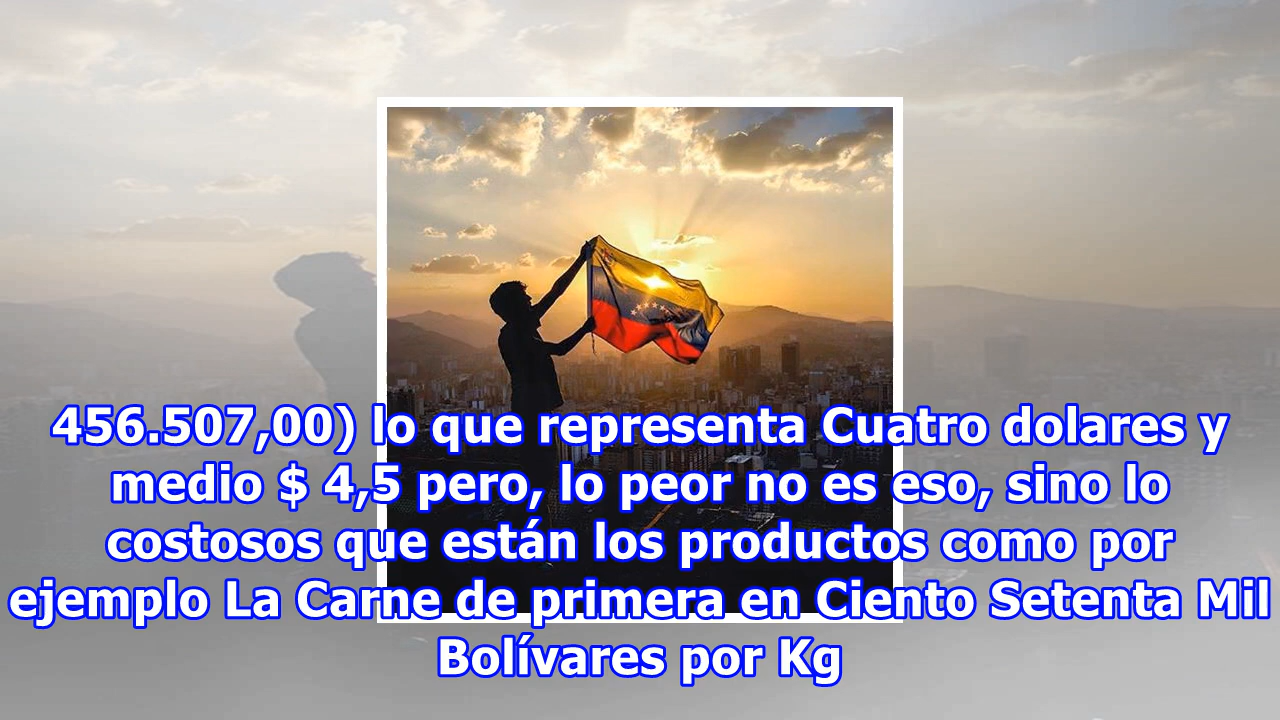 456.507,00) lo que representa Cuatro dolares y
medio $ 4,5 pero, lo peor no es eso, sino lo
costosos que están los productos como por
ejemplo La Carne de primera en Ciento Setenta Mil
Bolívares por Kg